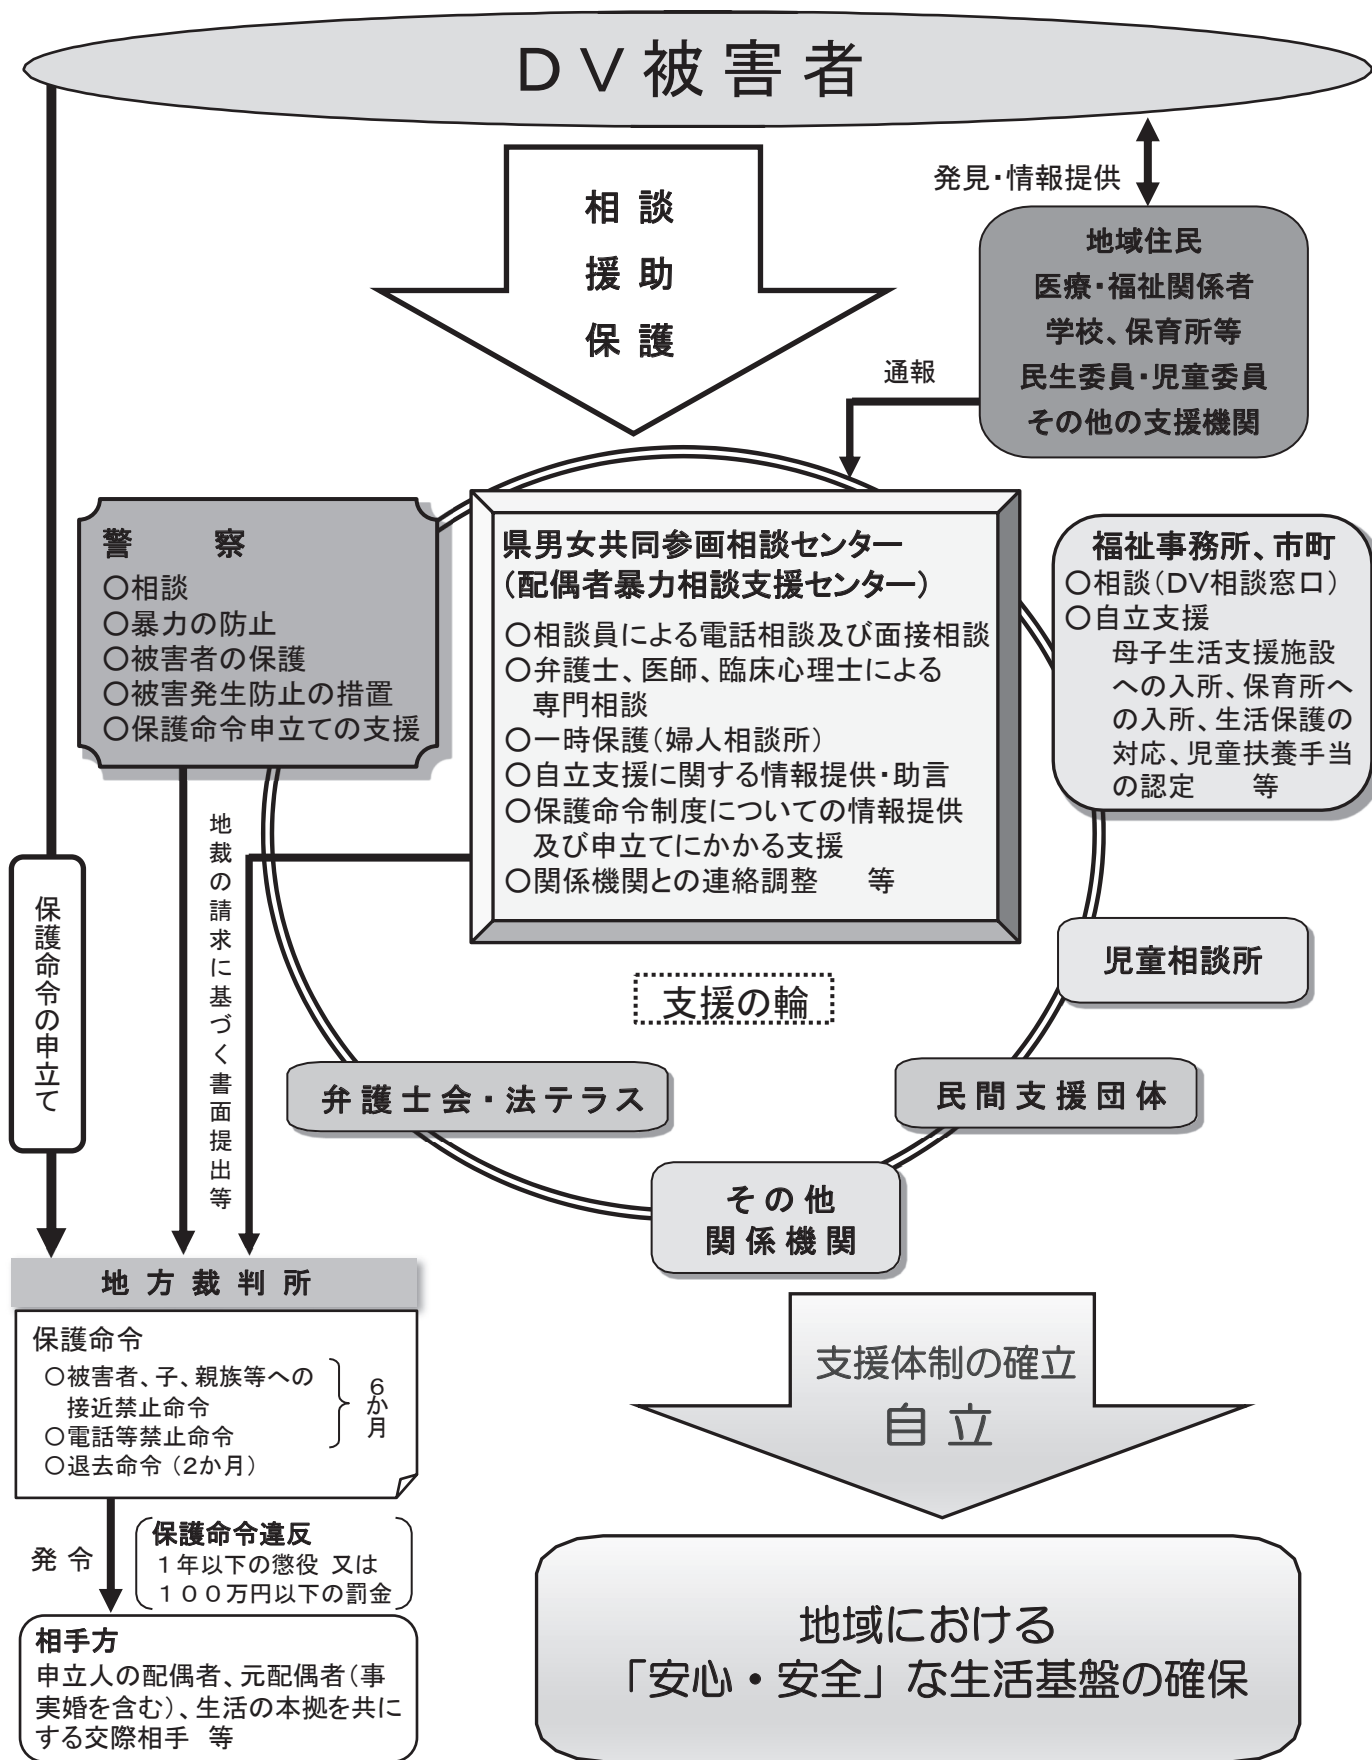 ＤＶ被害者
相談
援助
保護
発見・情報提供
地域住民
医療・福祉関係者
学校、保育所等
民生委員・児童委員
その他の支援機関
通報
警　　察
○相談
○暴力の防止
○被害者の保護
○被害発生防止の措置
○保護命令申立ての支援
県男女共同参画相談センター
(配偶者暴力相談支援センター)
○相談員による電話相談及び面接相談
○弁護士、医師、臨床心理士による
専門相談
○一時保護(婦人相談所)
○自立支援に関する情報提供・助言
○保護命令制度についての情報提供
及び申立てにかかる支援
○関係機関との連絡調整　等
福祉事務所、市町
○相談(DV相談窓口)
○自立支援
母子生活支援施設
への入所、保育所へ
の入所、生活保護の
対応、児童扶養手当
の認定　　等
地裁の請求に基づく書面提出等
保護命令の申立て
児童相談所
支援の輪
弁護士会・法テラス
民間支援団体
その他
関係機関
地方裁判所
保護命令
○被害者、子、親族等への
接近禁止命令
○電話等禁止命令
６か月
○退去命令（2か月）
発令
保護命令違反
１年以下の懲役 又は
１００万円以下の罰金
相手方
申立人の配偶者、元配偶者(事
実婚を含む)、生活の本拠を共に
する交際相手　等
支援体制の確立
自立
地域における
「安心・安全」な生活基盤の確保